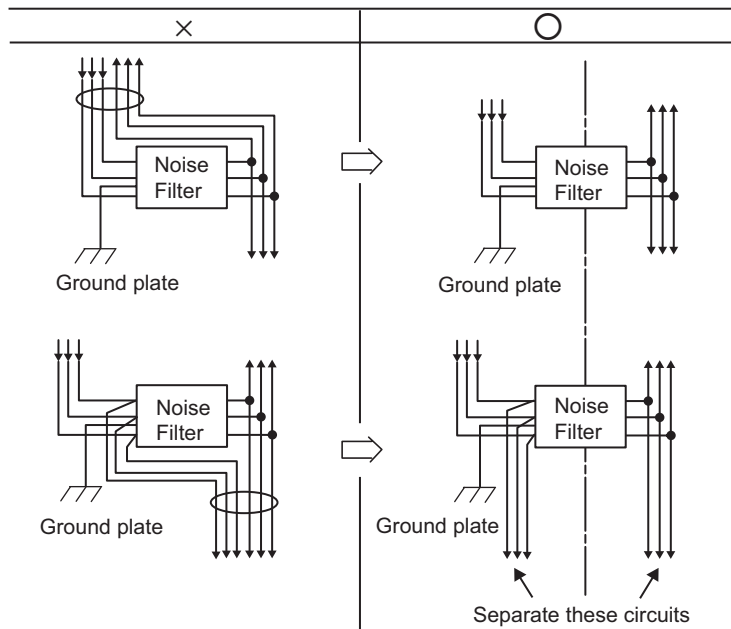 × ○
Noise
Filter
Ground plate
Noise
Filter
Ground plate
Noise
Filter
Ground plate
Noise
Filter
Ground plate
Separate these circuits